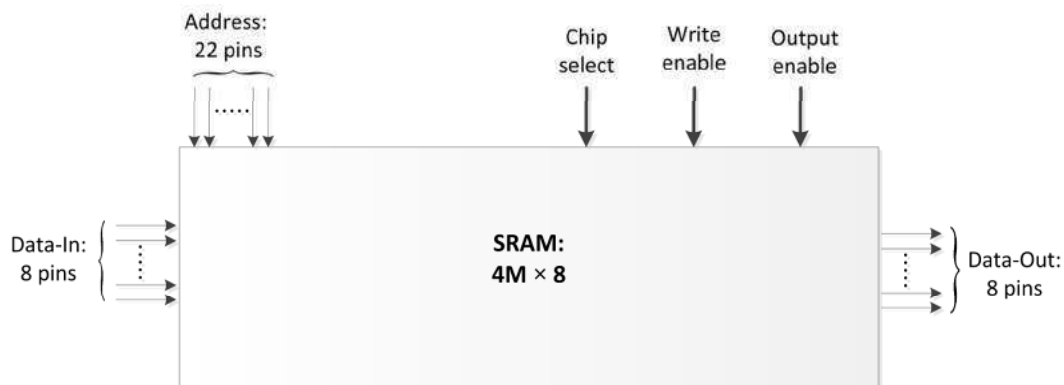 Address:
22 pins
Chip
select
Write
enable
Output
enable
Data-In:
8 pins
SRAM:
4M × 8
Data-Out:
8 pins